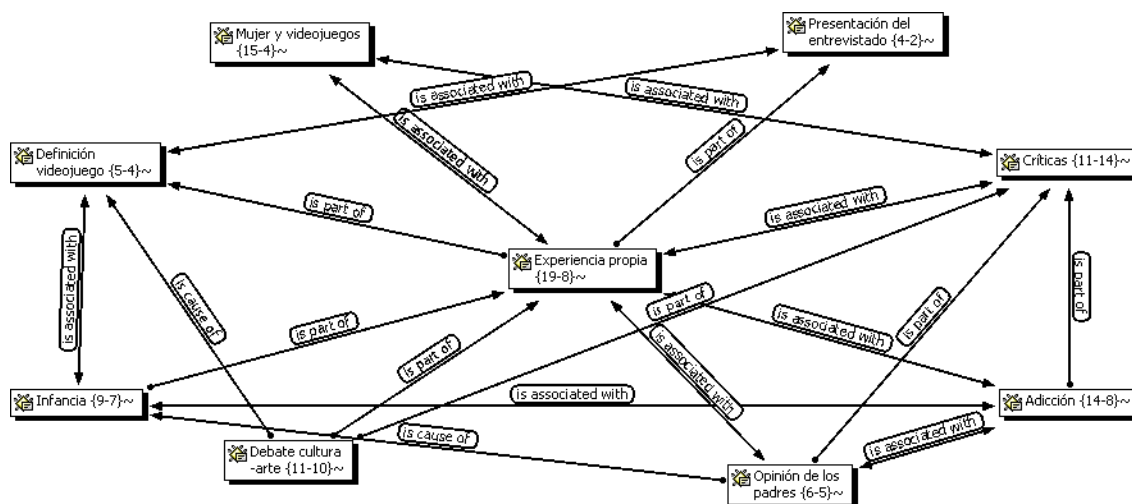 Mujer y videojuegos
{15-4}~
Presentación del
entrevistado {4-2}~
is associated with
is associated with
is associated with
is part of
Definición
videojuego {5-4}~
Críticas {11-14}~
is part of
is associated with
Experiencia propia
{19-8}~
is associated with
is cause of
is part of
is part of
is associated with
is part of
is part of
is part of
is associated with
Infancia {9-7}~
is associated with
Adicción {14-8}~
is cause of
is associated with
Debate cultura
-arte {11-10}~
Opinión de los
padres {6-5}~